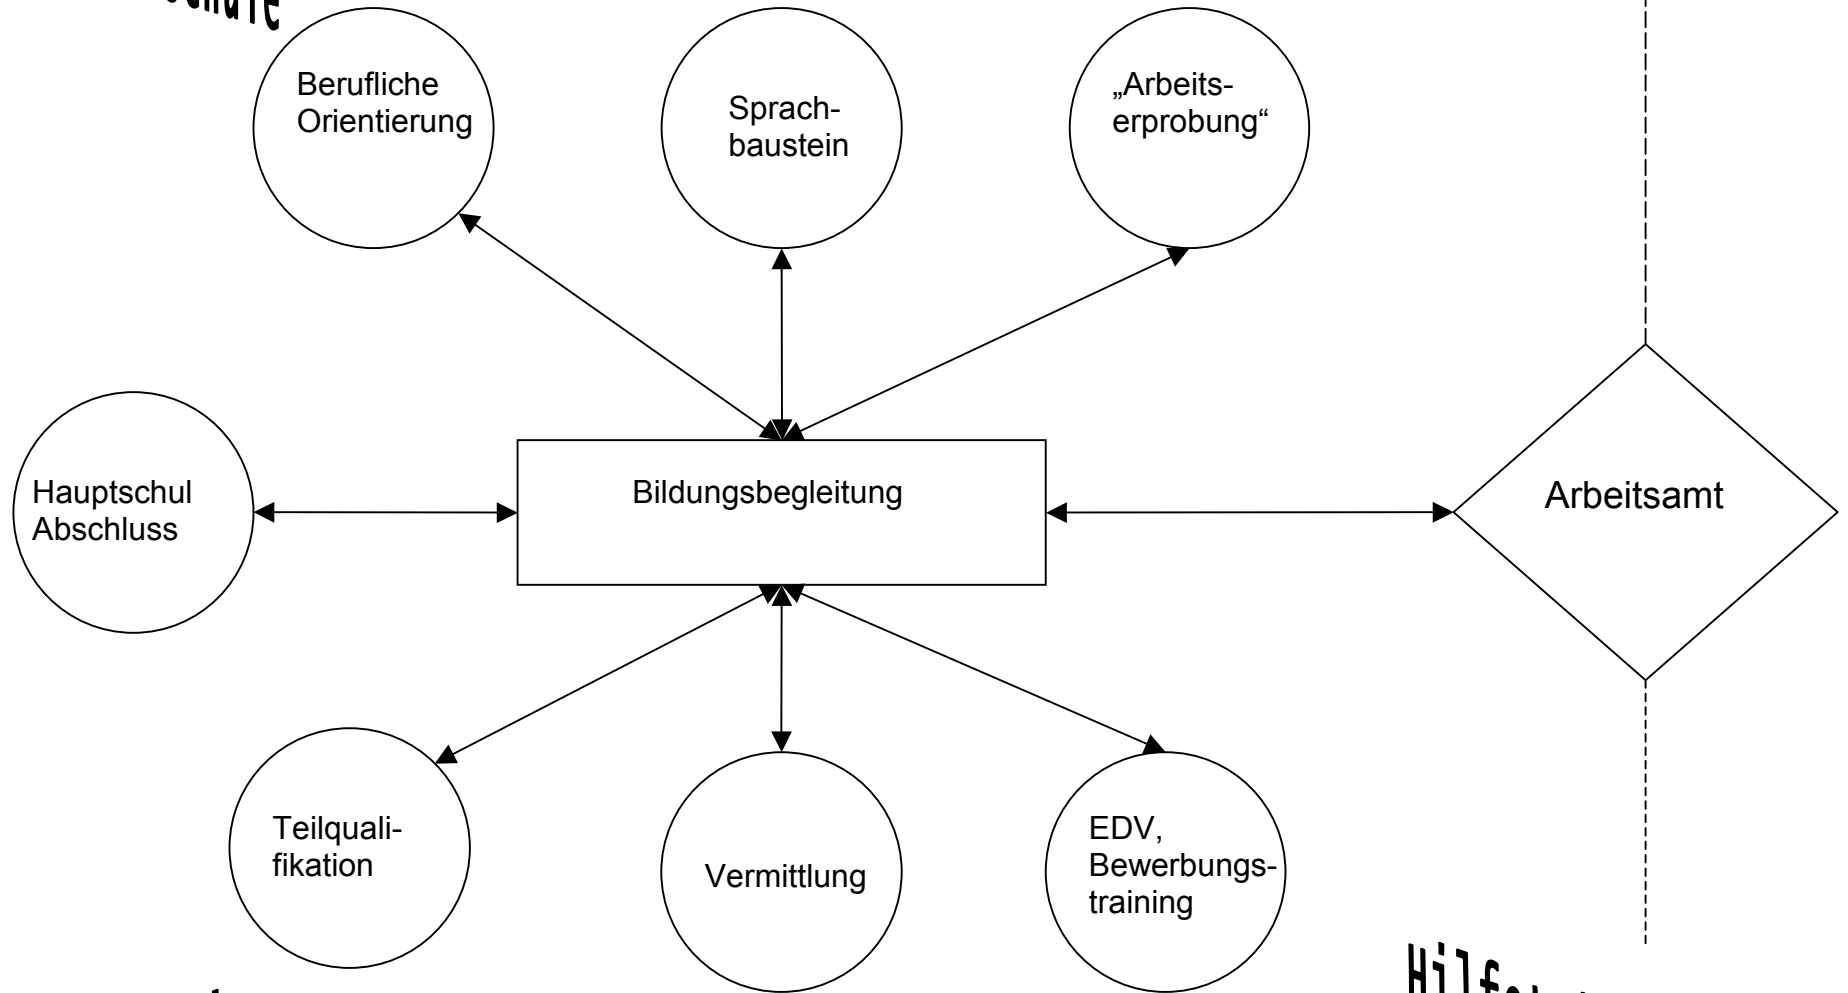 Berufliche
Orientierung
Sprach-
baustein
„Arbeits-
erprobung“
Hauptschul
Abschluss
Bildungsbegleitung
Arbeitsamt
Teilquali-
fikation
Vermittlung
EDV,
Bewerbungs-
training